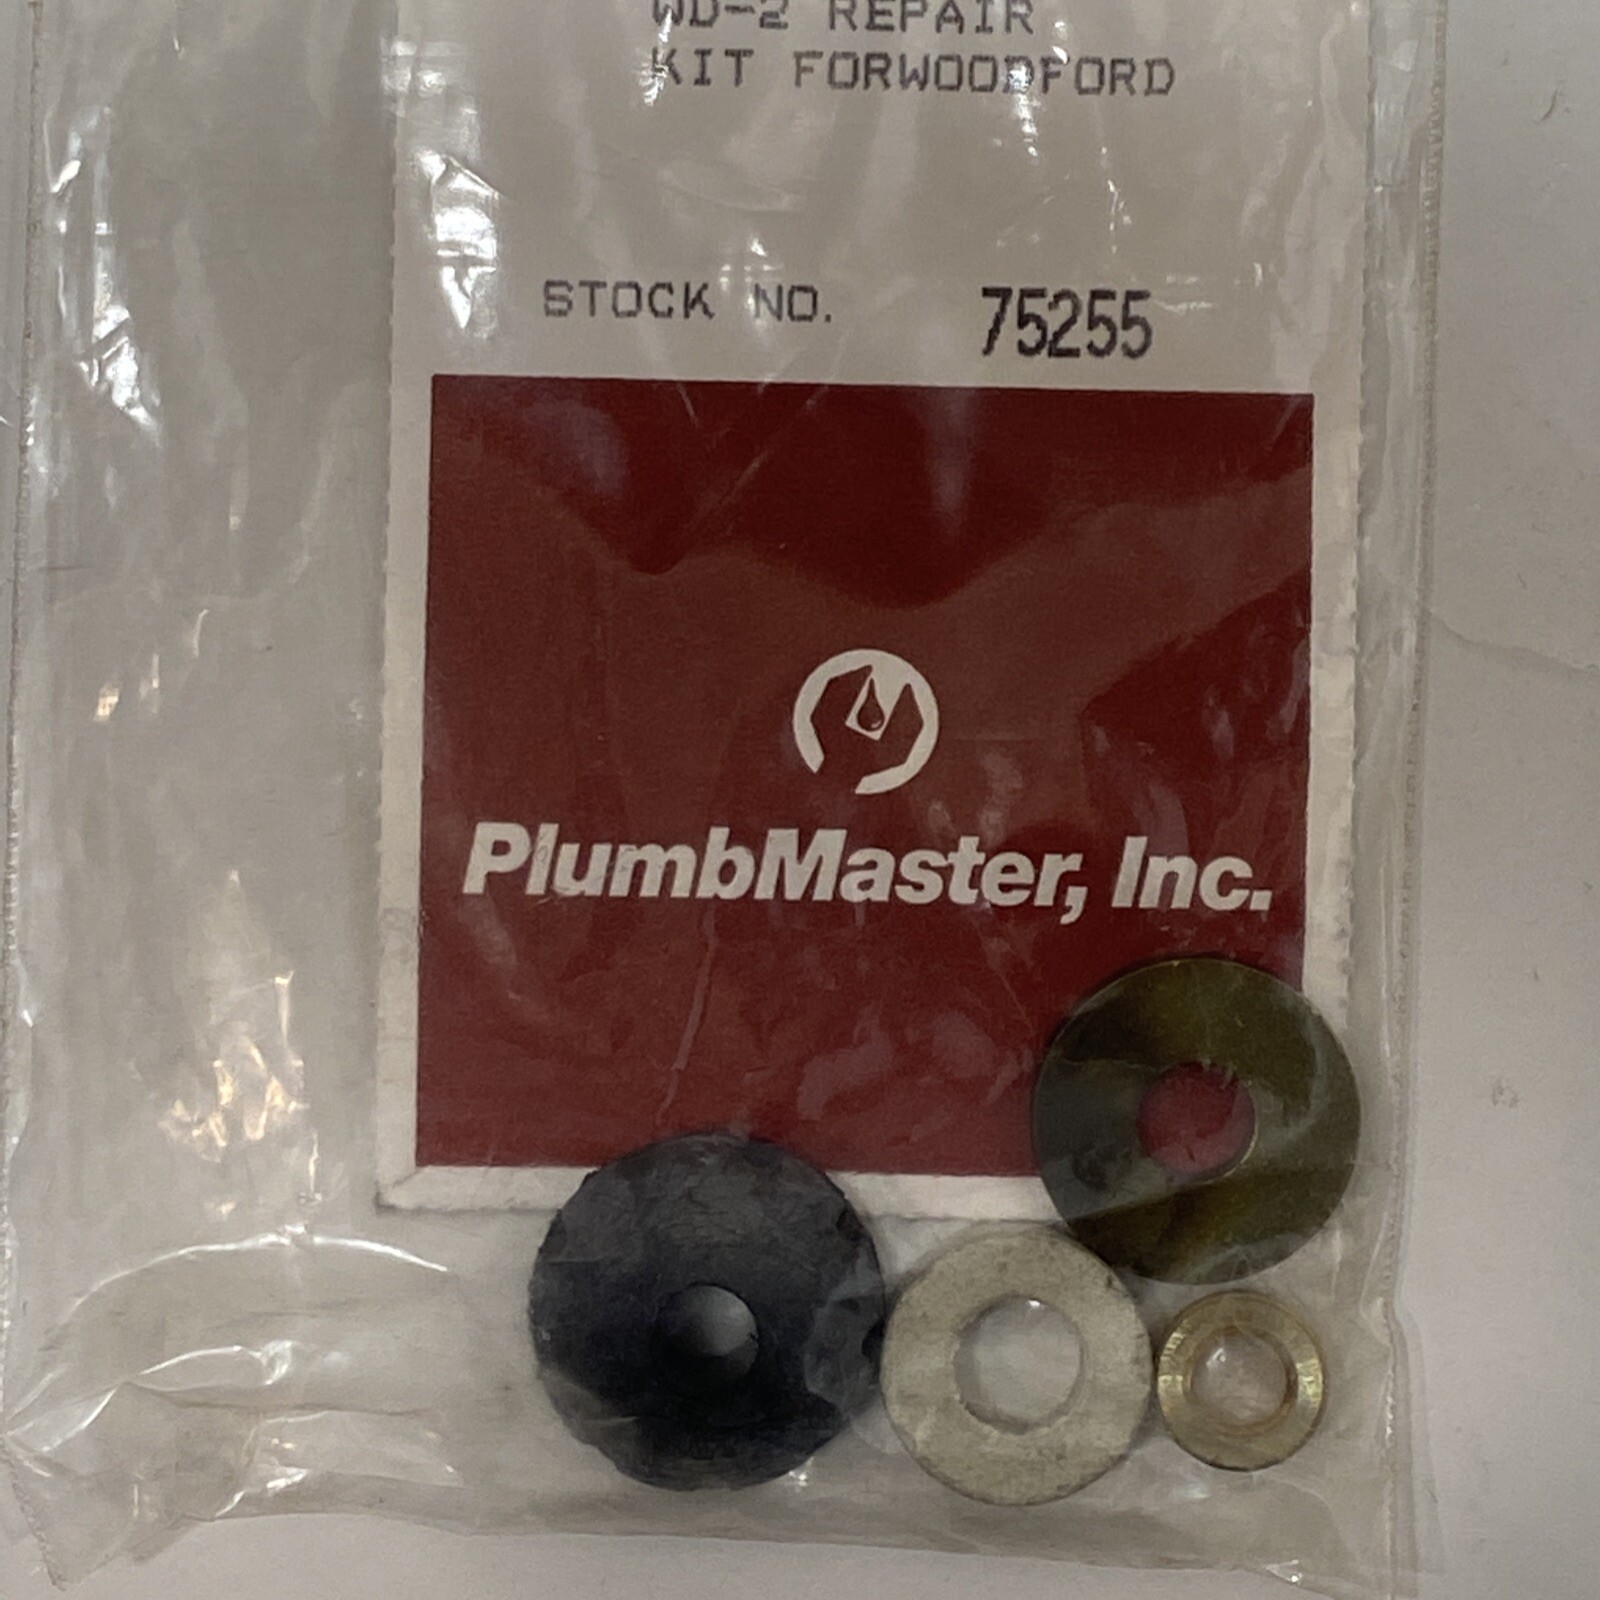 WD-2 REPAIR
KIT FORWOODFORD
STOCK NO. 75255
PlumbMaster, Inc.